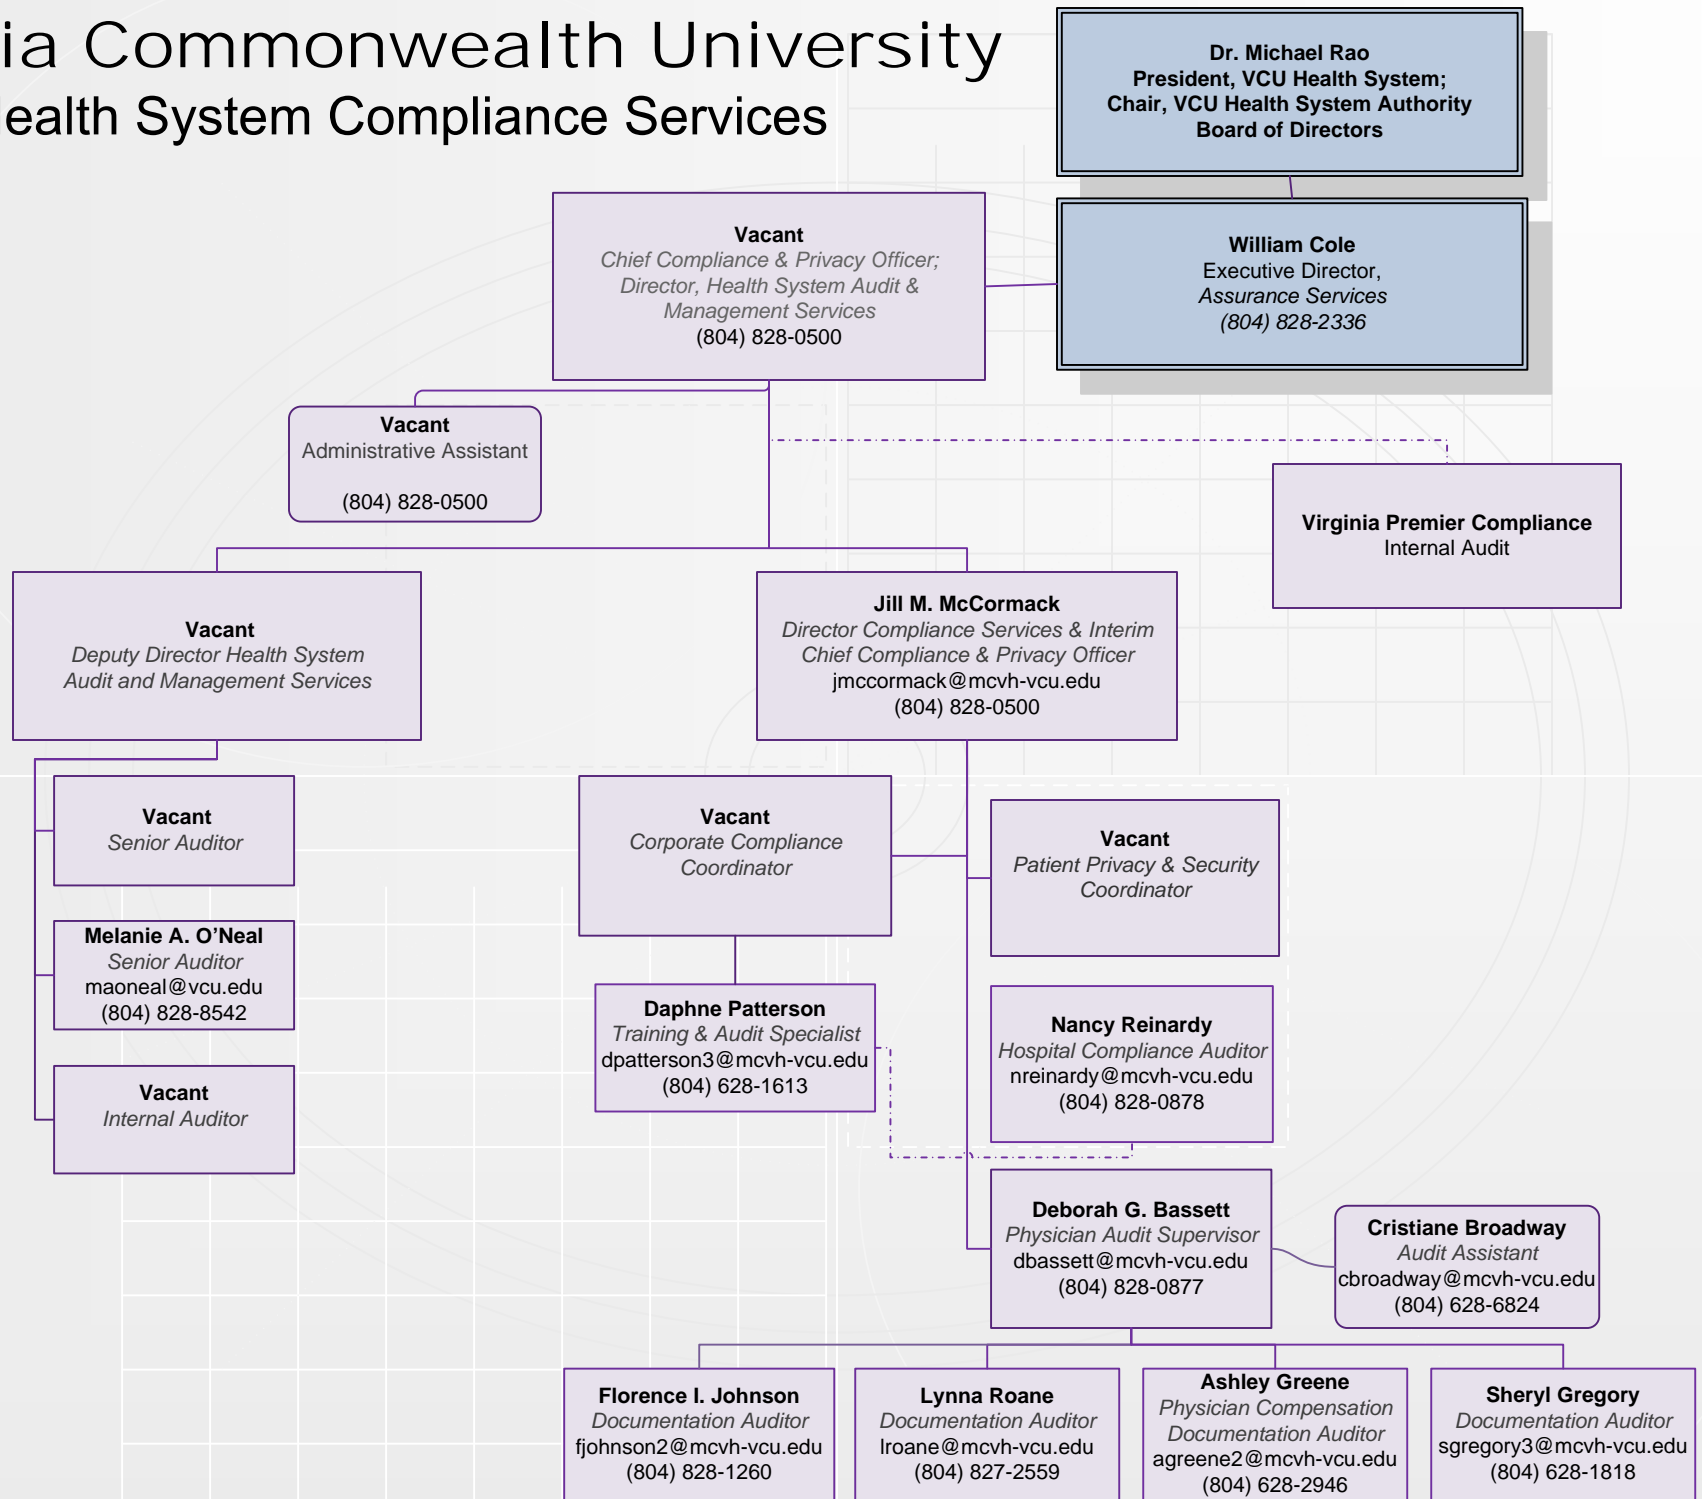 ia Commonwealth University
ealth System Compliance Services
Dr. Michael Rao
President, VCU Health System;
Chair, VCU Health System Authority
Board of Directors
Vacant
Chief Compliance & Privacy Officer;
Director, Health System Audit &
Management Services
(804) 828-0500
William Cole
Executive Director,
Assurance Services
(804) 828-2336
Vacant
Administrative Assistant
(804) 828-0500
Virginia Premier Compliance
Internal Audit
Vacant
Deputy Director Health System
Audit and Management Services
Jill M. McCormack
Director Compliance Services & Interim
Chief Compliance & Privacy Officer
jmccormack@mcvh-vcu.edu
(804) 828-0500
Vacant
Senior Auditor
Vacant
Corporate Compliance
Coordinator
Vacant
Patient Privacy & Security
Coordinator
Melanie A. O’Neal
Senior Auditor
maoneal@vcu.edu
(804) 828-8542
Daphne Patterson
Training & Audit Specialist
dpatterson3@mcvh-vcu.edu
(804) 628-1613
Nancy Reinardy
Hospital Compliance Auditor
nreinardy@mcvh-vcu.edu
(804) 828-0878
Vacant
Internal Auditor
Deborah G. Bassett
Physician Audit Supervisor
dbassett@mcvh-vcu.edu
(804) 828-0877
Cristiane Broadway
Audit Assistant
cbroadway@mcvh-vcu.edu
(804) 628-6824
Florence I. Johnson
Documentation Auditor
fjohnson2@mcvh-vcu.edu
(804) 828-1260
Lynna Roane
Documentation Auditor
lroane@mcvh-vcu.edu
(804) 827-2559
Ashley Greene
Physician Compensation
Documentation Auditor
agreene2@mcvh-vcu.edu
(804) 628-2946
Sheryl Gregory
Documentation Auditor
sgregory3@mcvh-vcu.edu
(804) 628-1818